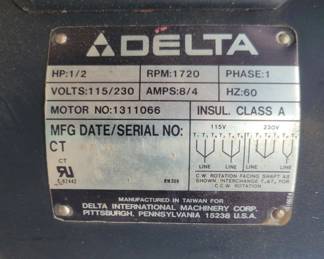 DELTA
HP:1/2 RPM:1720 PHASE:1
VOLTS:115/230 AMPS:8/4 HZ:60
MOTOR NO:1311066 INSUL. CLASS A
MFG DATE/SERIAL NO:
CT
115V 230V
LINE LINE LINE LINE
CT
C.W ROTATION FACING SHAFT AS
SHOWN. INTERCHANGE
C.C.W ROTATION
MANUFACTURED IN TAIWAN FOR
DELTA INTERNATIONAL MACHINERY CORP.
PITTSBURGH, PENNSYLVANIA 15238 U.S.A.